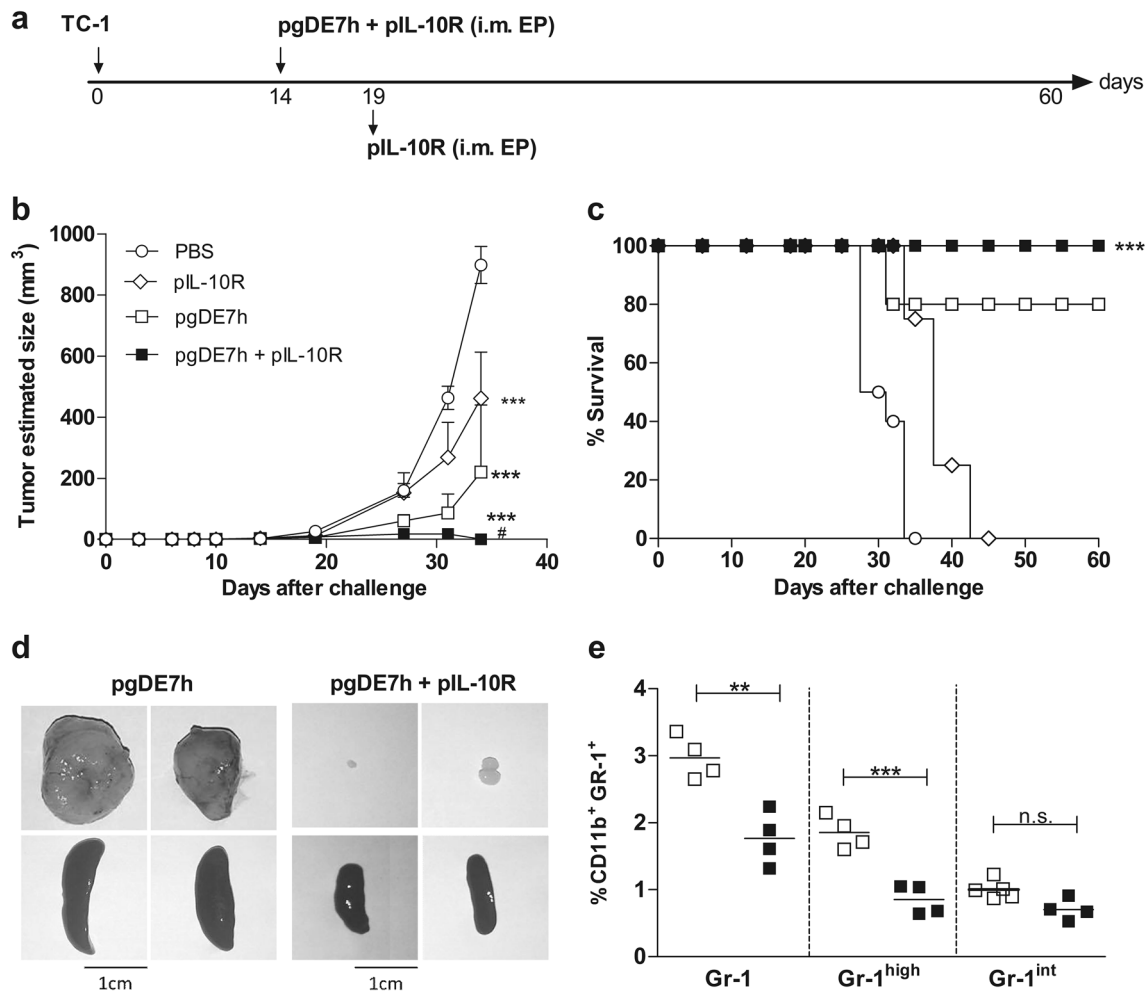 a
TC-1
pgDE7h + pIL-10R (i.m. EP)
0
14
19
60
days
pIL-10R (i.m. EP)
b
Tumor estimated size (mm³)
1000
800
600
400
200
0
PBS
pIL-10R
pgDE7h
pgDE7h + pIL-10R
***
***
***
#
0
10
20
30
40
Days after challenge
c
% Survival
100
80
60
40
20
0
***
0
10
20
30
40
50
60
Days after challenge
d
pgDE7h
pgDE7h + pIL-10R
1cm
1cm
e
% CD11b⁺ GR-1⁺
4
3
2
1
0
**
***
n.s.
Gr-1
Gr-1ʰⁱᵍʰ
Gr-1ⁱⁿᵗ